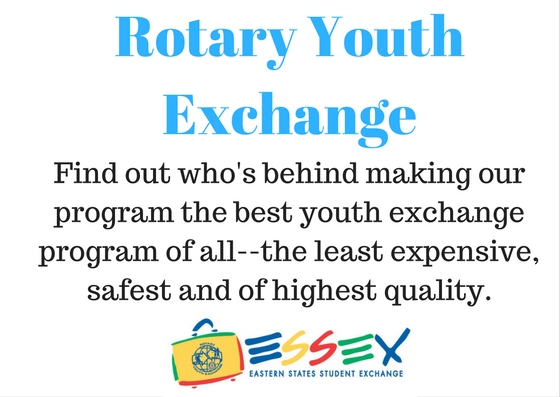 Rotary Youth
Exchange
Find out who's behind making our
program the best youth exchange
program of all--the least expensive,
safest and of highest quality.
ESSEX
EASTERN STATES STUDENT EXCHANGE